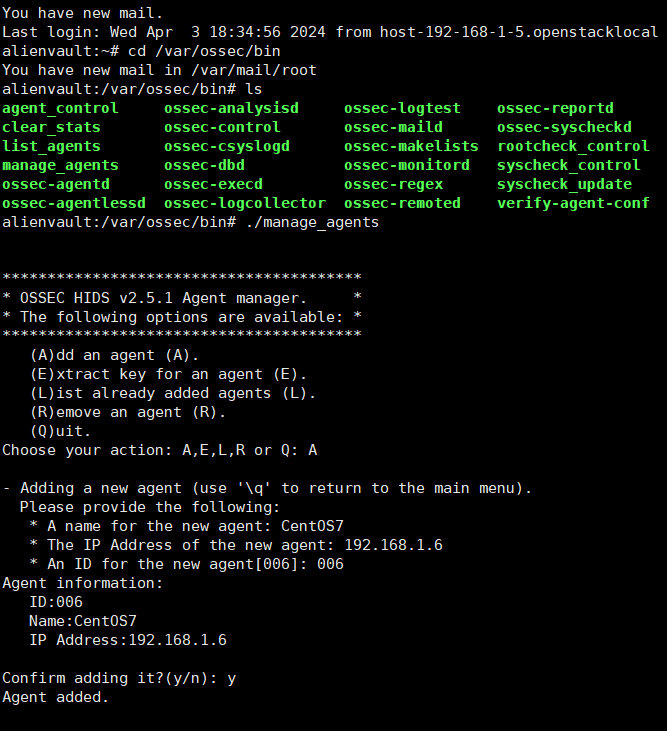 You have new mail.
Last login: Wed Apr  3 18:34:56 2024 from host-192-168-1-5.openstacklocal
alienvault:~# cd /var/ossec/bin
You have new mail in /var/mail/root
alienvault:/var/ossec/bin# ls
agent_control     ossec-analysisd     ossec-logtest    ossec-reportd
clear_stats       ossec-control       ossec-maild      ossec-syscheckd
list_agents       ossec-csyslogd      ossec-makelists  rootcheck_control
manage_agents     ossec-dbd           ossec-monitord   syscheck_control
ossec-agentd      ossec-execd         ossec-regex      syscheck_update
ossec-agentlessd  ossec-logcollector  ossec-remoted    verify-agent-conf
alienvault:/var/ossec/bin# ./manage_agents
****************************************
* OSSEC HIDS v2.5.1 Agent manager.     *
* The following options are available: *
****************************************
   (A)dd an agent (A).
   (E)xtract key for an agent (E).
   (L)ist already added agents (L).
   (R)emove an agent (R).
   (Q)uit.
Choose your action: A,E,L,R or Q: A
- Adding a new agent (use '\q' to return to the main menu).
  Please provide the following:
   * A name for the new agent: CentOS7
   * The IP Address of the new agent: 192.168.1.6
   * An ID for the new agent[006]: 006
Agent information:
   ID:006
   Name:CentOS7
   IP Address:192.168.1.6
Confirm adding it?(y/n): y
Agent added.